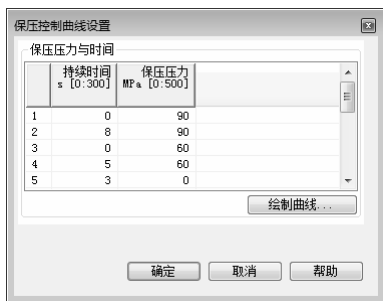 保压控制曲线设置
保压压力与时间
持续时间 保压压力
s [0:300] MPa [0:500]
1 0 90
2 8 90
3 0 60
4 5 60
5 3 0
绘制曲线...
确定 取消 帮助